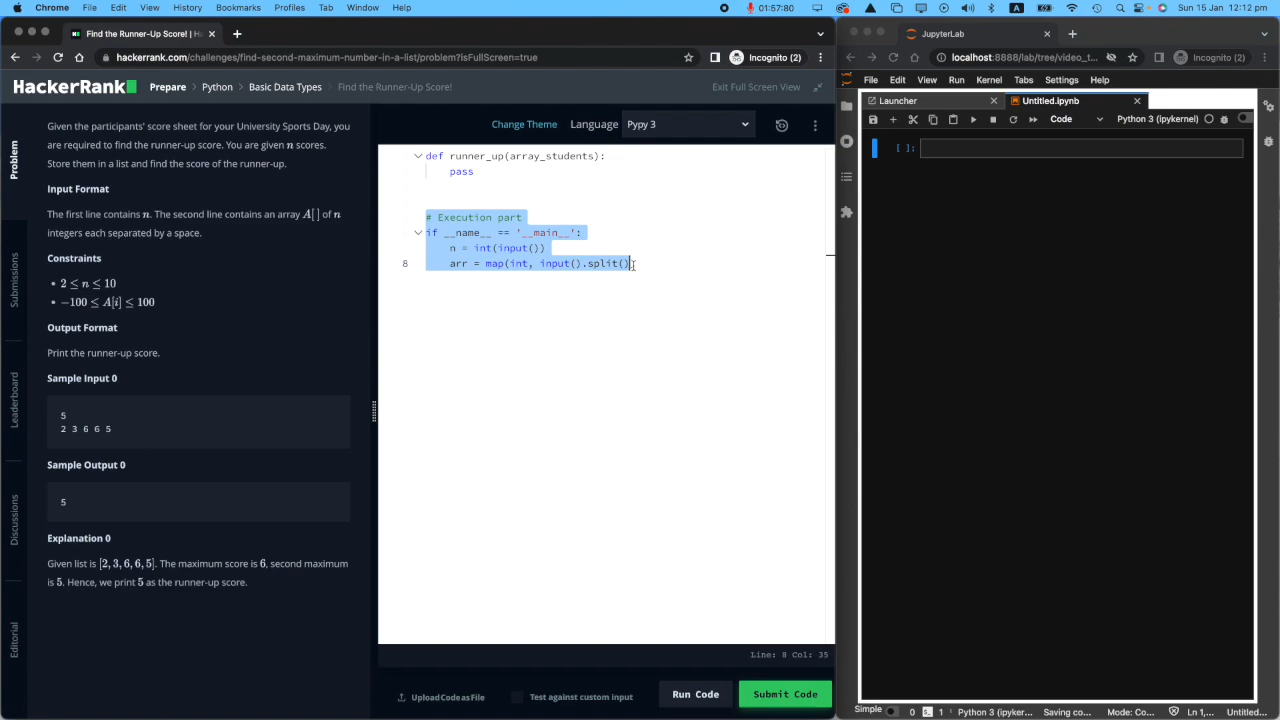 Chrome File Edit View History Bookmarks Profiles Tab Window Help 01:57:80 A Sun 15 Jan 12:12 pm
Find the Runner-Up Score! | Ha
JupyterLab
hackerrank.com/challenges/find-second-maximum-number-in-a-list/problem?isFullScreen=true Incognito (2)
localhost:8888/lab/tree/video_t Incognito (2)
HackerRank
Prepare Python Basic Data Types Find the Runner-Up Score! Exit Full Screen View
File Edit View Run Kernel Tabs Settings Help
Launcher
Untitled.ipynb
Code Python 3 (ipykernel)
[ ]:
Problem
Submissions
Leaderboard
Discussions
Editorial
Given the participants' score sheet for your University Sports Day, you
are required to find the runner-up score. You are given n scores.
Store them in a list and find the score of the runner-up.
Input Format
The first line contains n. The second line contains an array A[ ] of n
integers each separated by a space.
Constraints
• 2 ≤ n ≤ 10
• −100 ≤ A[i] ≤ 100
Output Format
Print the runner-up score.
Sample Input 0
5
2 3 6 6 5
Sample Output 0
5
Explanation 0
Given list is [2, 3, 6, 6, 5]. The maximum score is 6, second maximum
is 5. Hence, we print 5 as the runner-up score.
Change Theme Language Pypy 3
def runner_up(array_students):
pass
# Execution part
if __name__ == '__main__':
n = int(input())
8 arr = map(int, input().split()
Line: 8 Col: 35
Upload Code as File Test against custom input Run Code Submit Code
Simple 0 1 Python 3 (ipykernel) Saving co... Mode: Co... Ln 1,... Untitled...